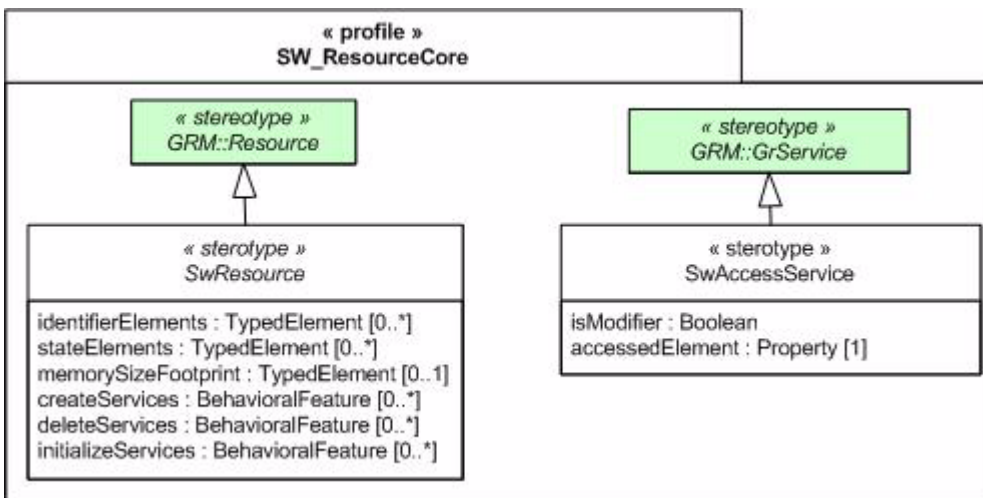 « profile »
SW_ResourceCore
« stereotype »
GRM::Resource
« stereotype »
GRM::GrService
« sterotype »
SwResource
identifierElements : TypedElement [0..*]
stateElements : TypedElement [0..*]
memorySizeFootprint : TypedElement [0..1]
createServices : BehavioralFeature [0..*]
deleteServices : BehavioralFeature [0..*]
initializeServices : BehavioralFeature [0..*]
« sterotype »
SwAccessService
isModifier : Boolean
accessedElement : Property [1]